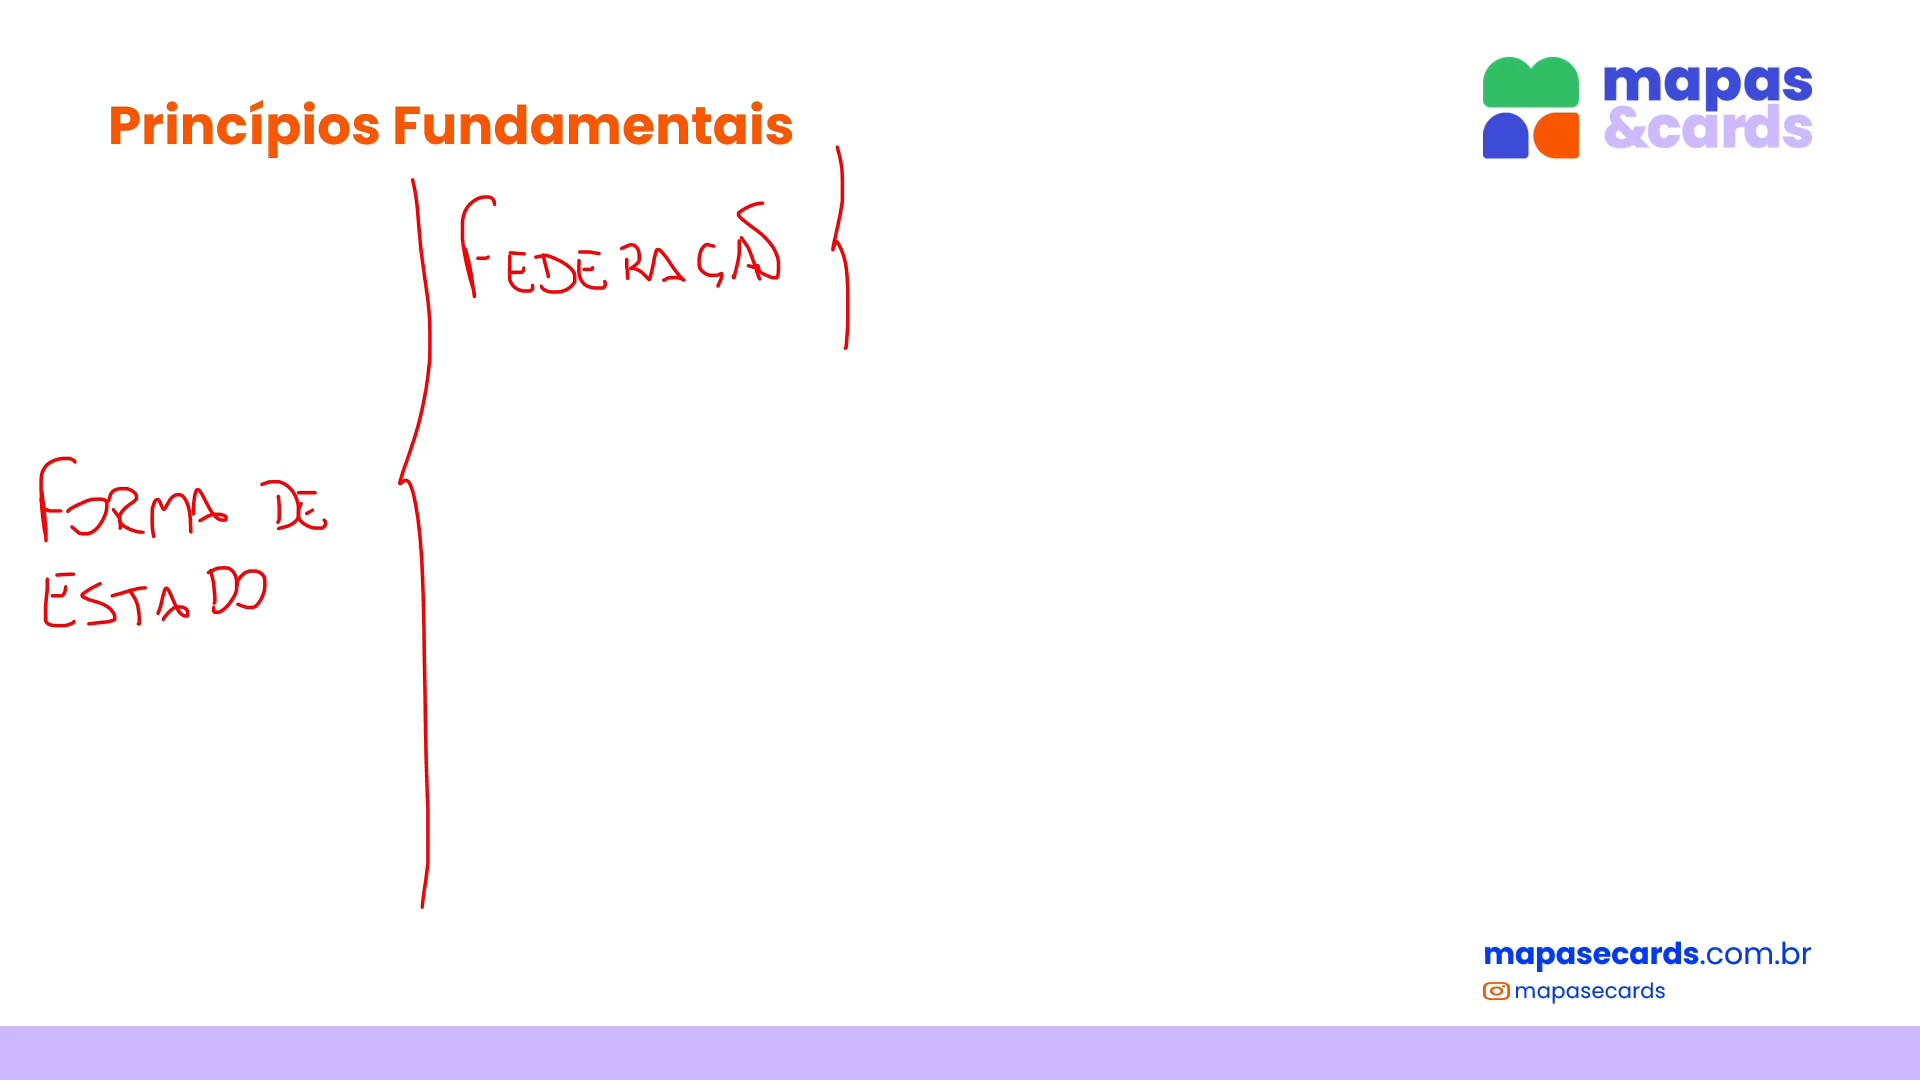 Princípios Fundamentais
mapas
&cards
FEDERAÇÃO
FORMA DE
ESTADO
mapasecards.com.br
mapasecards